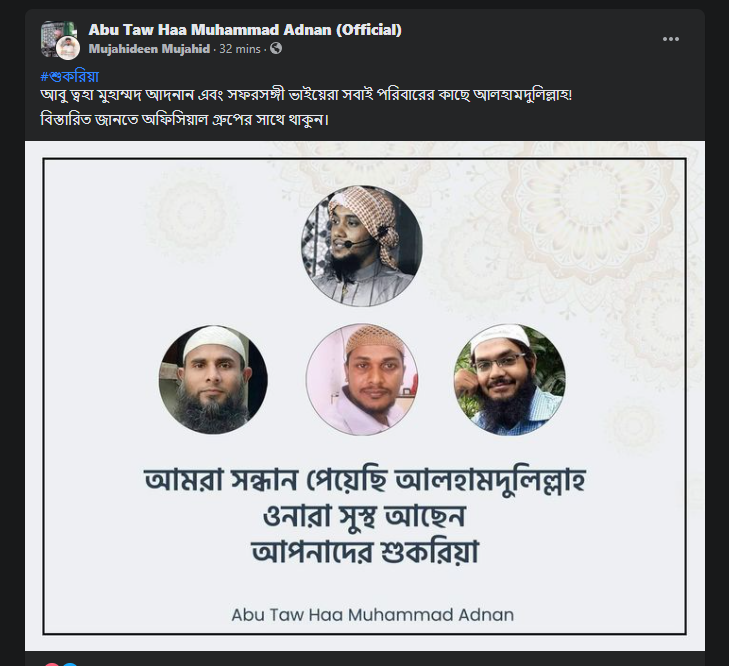 Abu Taw Haa Muhammad Adnan (Official)
Mujahideen Mujahid · 32 mins ·
#শুকরিয়া
আবু ত্বহা মুহাম্মদ আদনান এবং সফরসঙ্গী ভাইয়েরা সবাই পরিবারের কাছে আলহামদুলিল্লাহ!
বিস্তারিত জানতে অফিসিয়াল গ্রুপের সাথে থাকুন।
আমরা সন্ধান পেয়েছি আলহামদুলিল্লাহ
ওনারা সুস্থ আছেন
আপনাদের শুকরিয়া
Abu Taw Haa Muhammad Adnan